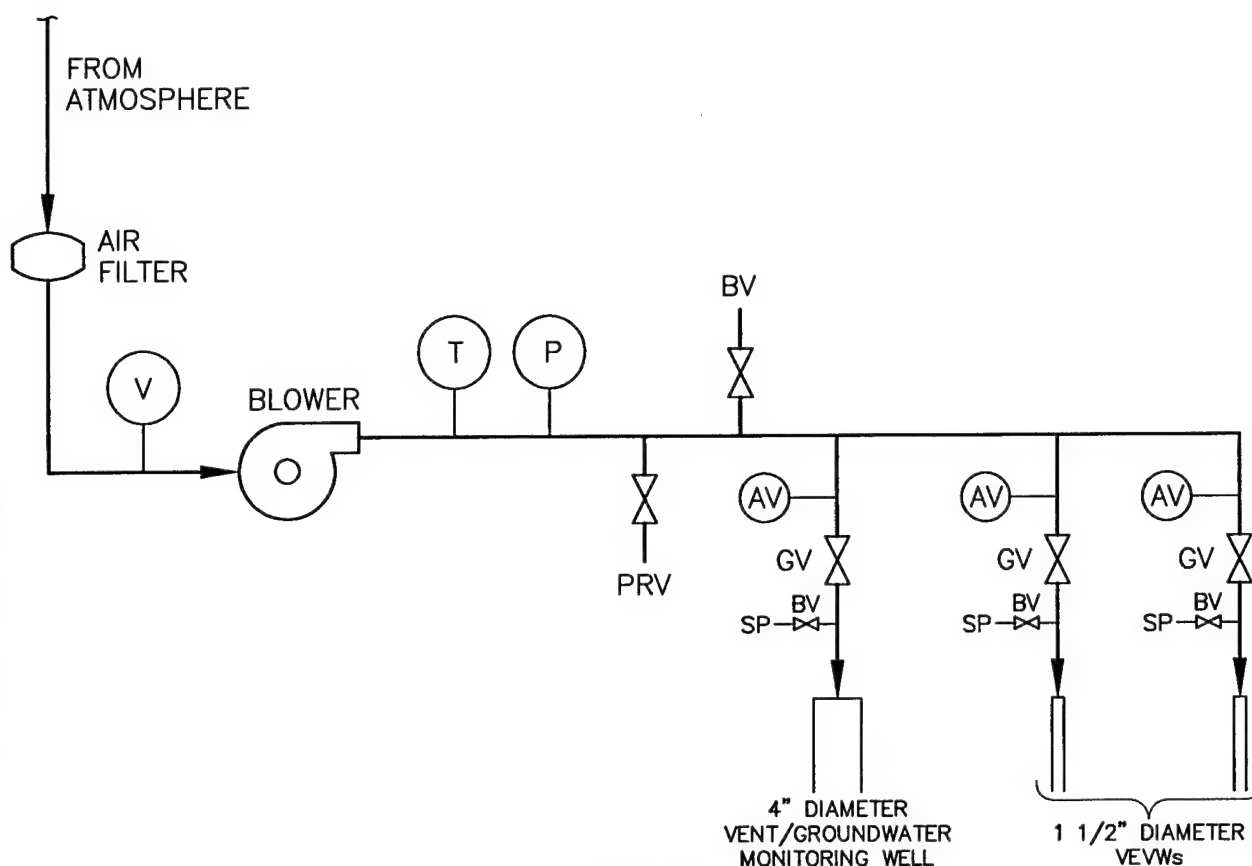 FROM
ATMOSPHERE
AIR
FILTER
V
BLOWER
T
P
BV
PRV
AV
AV
AV
GV
GV
GV
BV
SP
BV
SP
BV
SP
4" DIAMETER
VENT/GROUNDWATER
MONITORING WELL
1 1/2" DIAMETER
VEVWs